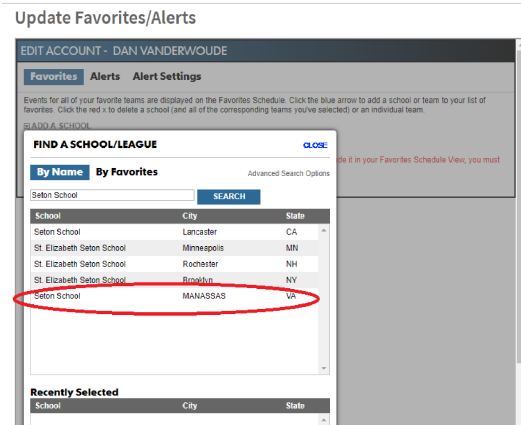 Update Favorites/Alerts
EDIT ACCOUNT - DAN VANDERWOUDE
Favorites Alerts Alert Settings
Events for all of your favorite teams are displayed on the Favorites Schedule. Click the blue arrow to add a school or team to your list of
favorites. Click the red x to delete a school (and all of the corresponding teams you've selected) or an individual team.
ADD A SCHOOL
FIND A SCHOOL/LEAGUE CLOSE
de it in your Favorites Schedule View, you must
By Name By Favorites Advanced Search Options
Seton School SEARCH
School City State
Seton School Lancaster CA
St. Elizabeth Seton School Minneapolis MN
St. Elizabeth Seton School Rochester NH
St. Elizabeth Seton School Brooklyn NY
Seton School MANASSAS VA
Recently Selected
School City State